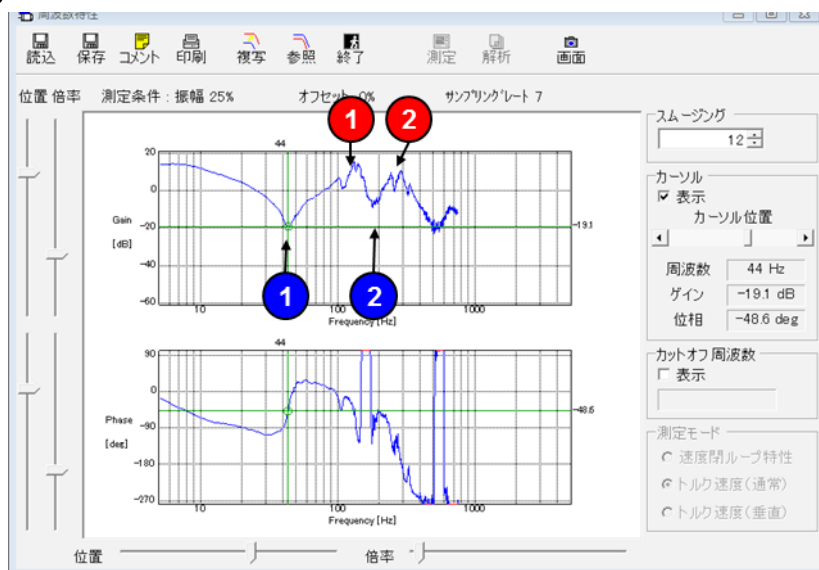 周波数特性
読込 保存 コメント 印刷 複写 参照 終了 測定 解析 画面
位置 倍率 測定条件 : 振幅 25% オフセット 0% サンプリングレート 7
1 2
44
20
0
Gain -20 -19.1
[dB]
-40
-60
10 100 1000
Frequency [Hz]
1 2
44
90
0
-48.6
Phase -90
[deg]
-180
-270
10 100 1000
Frequency [Hz]
位置 倍率
スムージング
12
カーソル
表示
カーソル位置
周波数 44 Hz
ゲイン -19.1 dB
位相 -48.6 deg
カットオフ周波数
表示
測定モード
速度閉ループ特性
トルク速度(通常)
トルク速度(垂直)